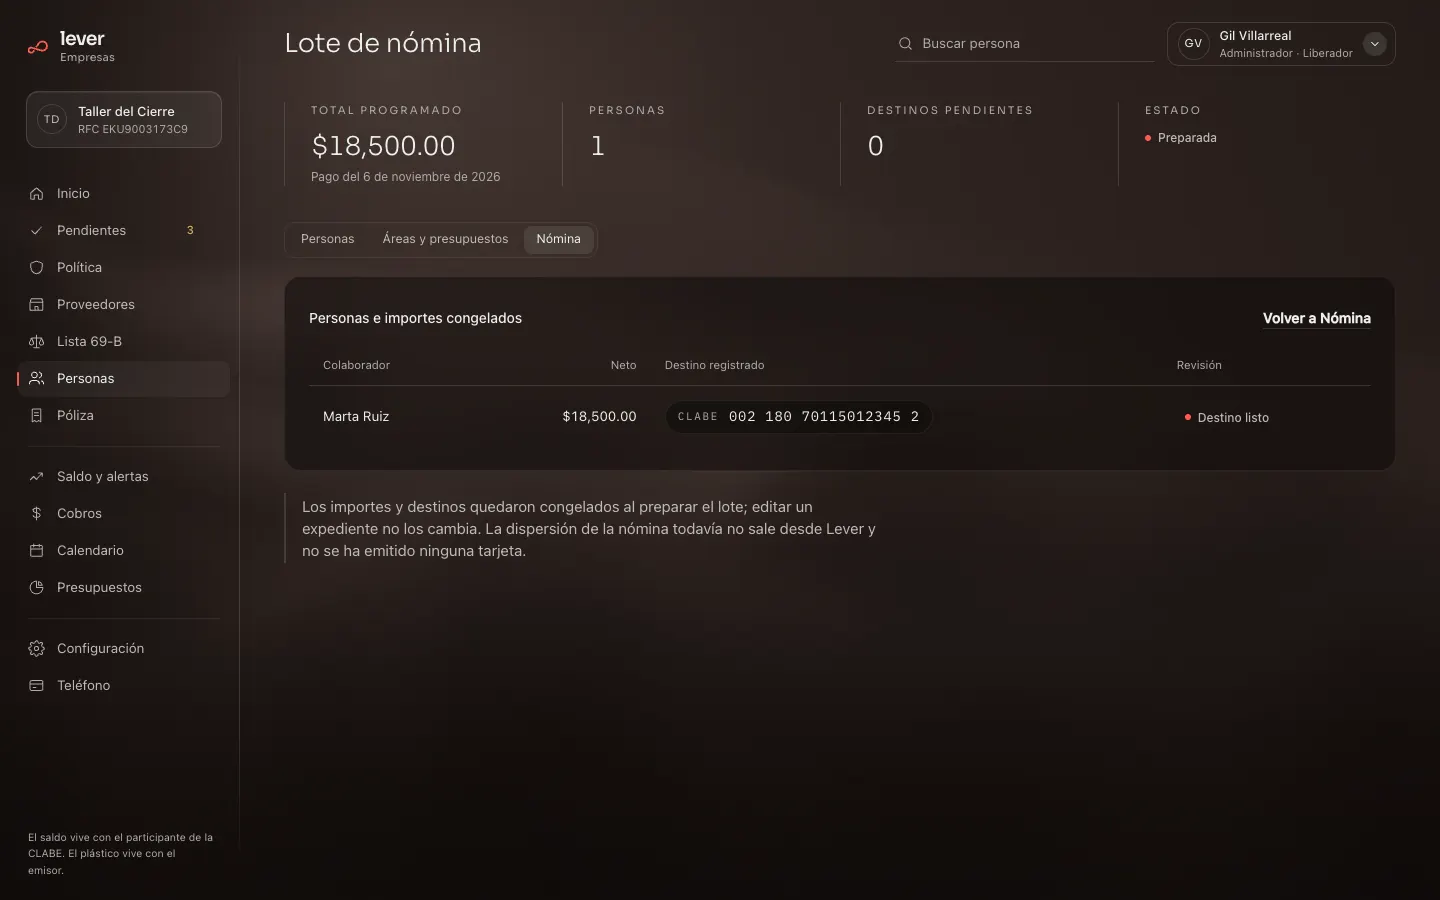 lever
Empresas
TD
Taller del Cierre
RFC EKU9003173C9
Inicio
Pendientes 3
Política
Proveedores
Lista 69-B
Personas
Póliza
Saldo y alertas
Cobros
Calendario
Presupuestos
Configuración
Teléfono
El saldo vive con el participante de la
CLABE. El plástico vive con el
emisor.
Lote de nómina
Buscar persona
GV
Gil Villarreal
Administrador · Liberador
TOTAL PROGRAMADO
$18,500.00
Pago del 6 de noviembre de 2026
PERSONAS
1
DESTINOS PENDIENTES
0
ESTADO
Preparada
Personas Áreas y presupuestos Nómina
Personas e importes congelados
Volver a Nómina
Colaborador Neto Destino registrado Revisión
Marta Ruiz $18,500.00 CLABE 002 180 70115012345 2 Destino listo
Los importes y destinos quedaron congelados al preparar el lote; editar un
expediente no los cambia. La dispersión de la nómina todavía no sale desde Lever y
no se ha emitido ninguna tarjeta.